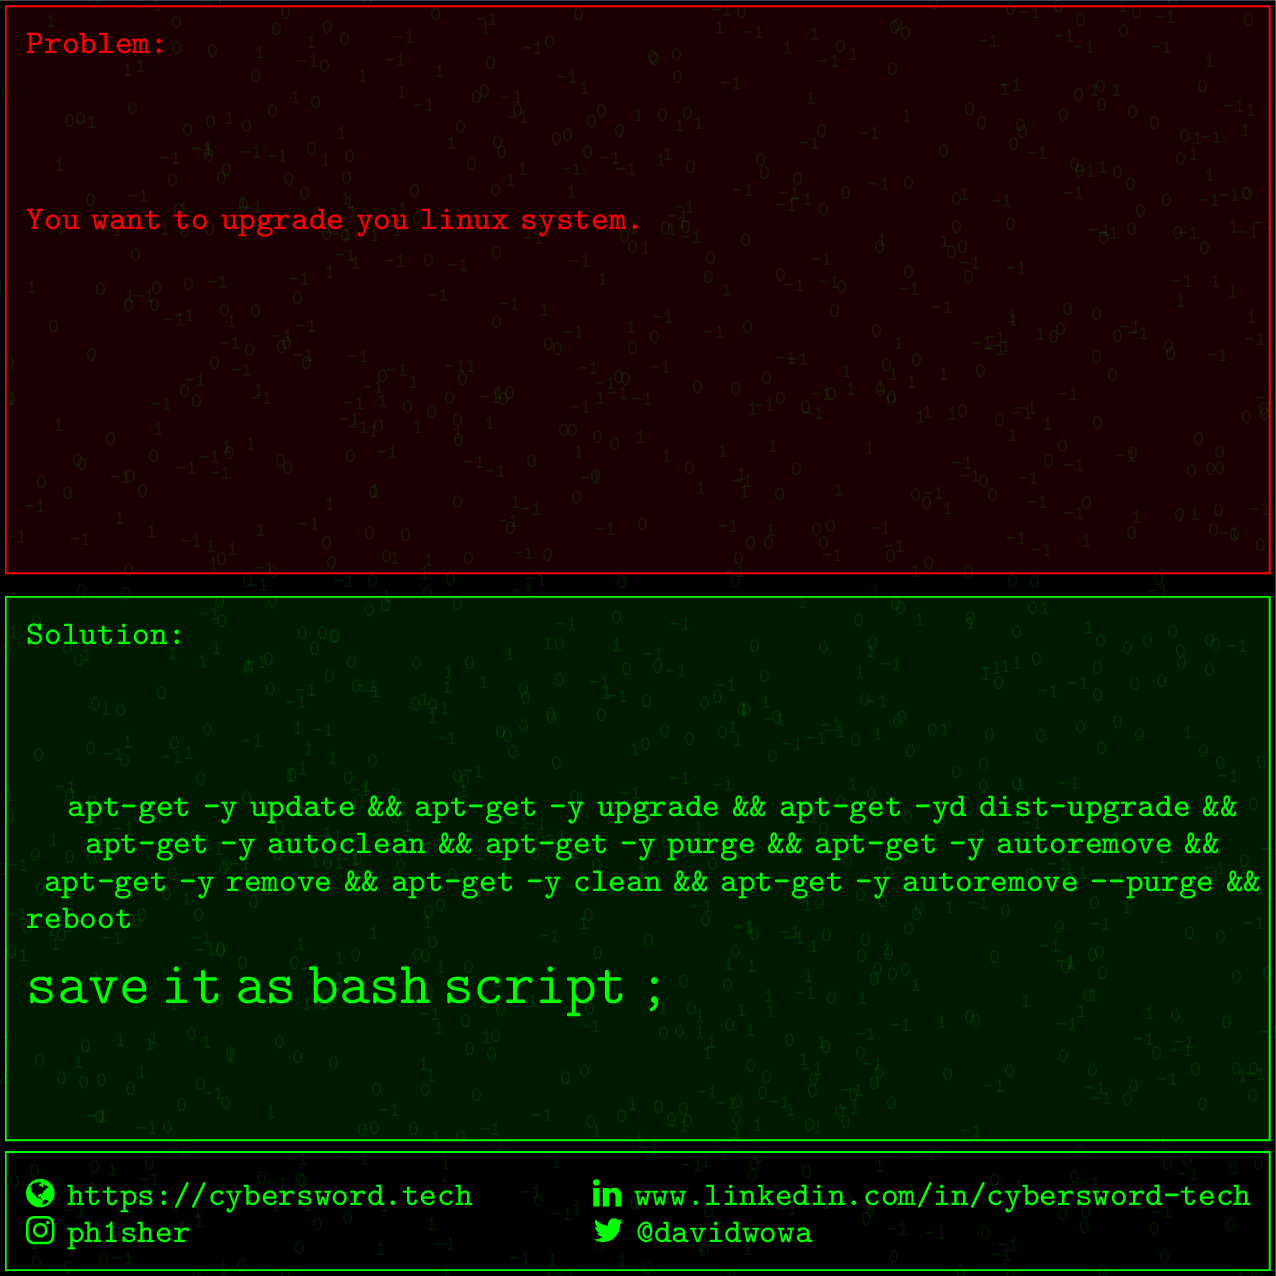 Problem:
You want to upgrade you linux system.
Solution:
apt-get -y update && apt-get -y upgrade && apt-get -yd dist-upgrade &&
apt-get -y autoclean && apt-get -y purge && apt-get -y autoremove &&
apt-get -y remove && apt-get -y clean && apt-get -y autoremove --purge &&
reboot
save it as bash script ;
https://cybersword.tech
www.linkedin.com/in/cybersword-tech
ph1sher
@davidwowa